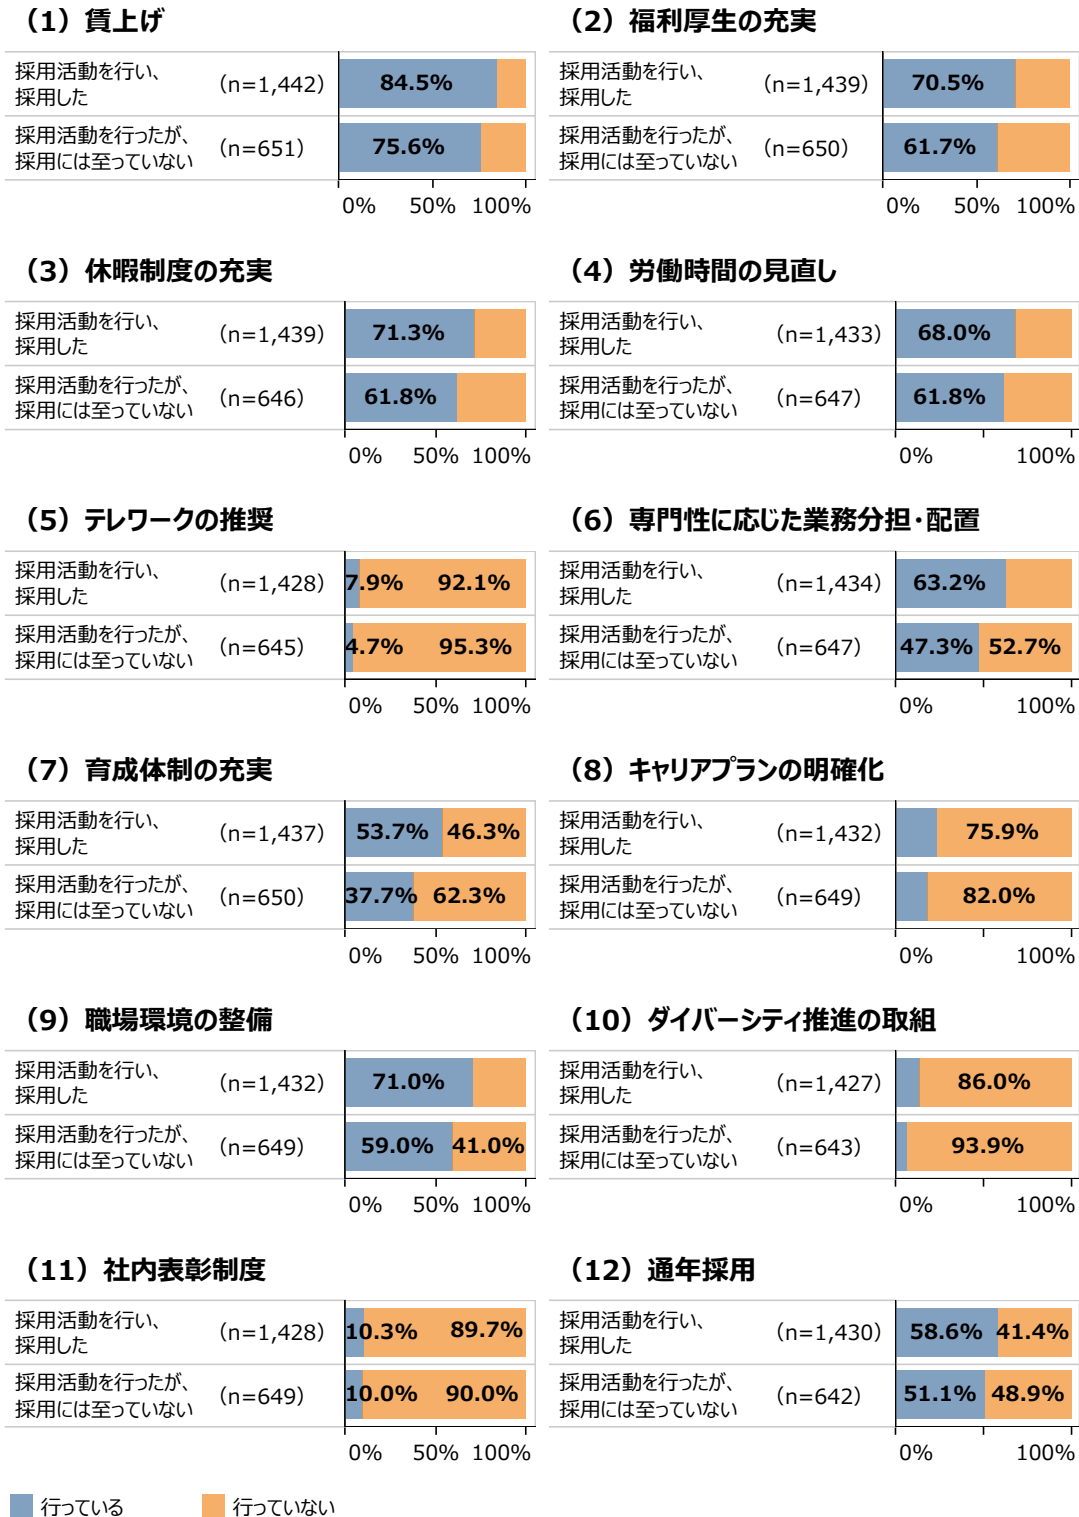 （1）賃上げ
採用活動を行い、
採用した
（n=1,442）
84.5%
採用活動を行ったが、
採用には至っていない
（n=651）
75.6%
0% 50% 100%
（2）福利厚生の充実
採用活動を行い、
採用した
（n=1,439）
70.5%
採用活動を行ったが、
採用には至っていない
（n=650）
61.7%
0% 50% 100%
（3）休暇制度の充実
採用活動を行い、
採用した
（n=1,439）
71.3%
採用活動を行ったが、
採用には至っていない
（n=646）
61.8%
0% 50% 100%
（4）労働時間の見直し
採用活動を行い、
採用した
（n=1,433）
68.0%
採用活動を行ったが、
採用には至っていない
（n=647）
61.8%
0% 100%
（5）テレワークの推奨
採用活動を行い、
採用した
（n=1,428）
7.9% 92.1%
採用活動を行ったが、
採用には至っていない
（n=645）
4.7% 95.3%
0% 50% 100%
（6）専門性に応じた業務分担・配置
採用活動を行い、
採用した
（n=1,434）
63.2%
採用活動を行ったが、
採用には至っていない
（n=647）
47.3% 52.7%
0% 100%
（7）育成体制の充実
採用活動を行い、
採用した
（n=1,437）
53.7% 46.3%
採用活動を行ったが、
採用には至っていない
（n=650）
37.7% 62.3%
0% 50% 100%
（8）キャリアプランの明確化
採用活動を行い、
採用した
（n=1,432）
75.9%
採用活動を行ったが、
採用には至っていない
（n=649）
82.0%
0% 100%
（9）職場環境の整備
採用活動を行い、
採用した
（n=1,432）
71.0%
採用活動を行ったが、
採用には至っていない
（n=649）
59.0% 41.0%
0% 50% 100%
（10）ダイバーシティ推進の取組
採用活動を行い、
採用した
（n=1,427）
86.0%
採用活動を行ったが、
採用には至っていない
（n=643）
93.9%
0% 100%
（11）社内表彰制度
採用活動を行い、
採用した
（n=1,428）
10.3% 89.7%
採用活動を行ったが、
採用には至っていない
（n=649）
10.0% 90.0%
0% 50% 100%
（12）通年採用
採用活動を行い、
採用した
（n=1,430）
58.6% 41.4%
採用活動を行ったが、
採用には至っていない
（n=642）
51.1% 48.9%
0% 100%
行っている 行っていない